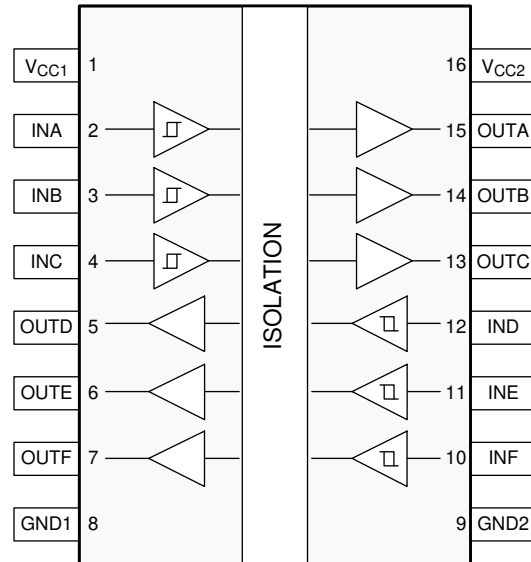 VCC1 1 16 VCC2
INA 2 15 OUTA
INB 3 14 OUTB
INC 4 13 OUTC
OUTD 5 12 IND
OUTE 6 11 INE
OUTF 7 10 INF
GND1 8 9 GND2
ISOLATION